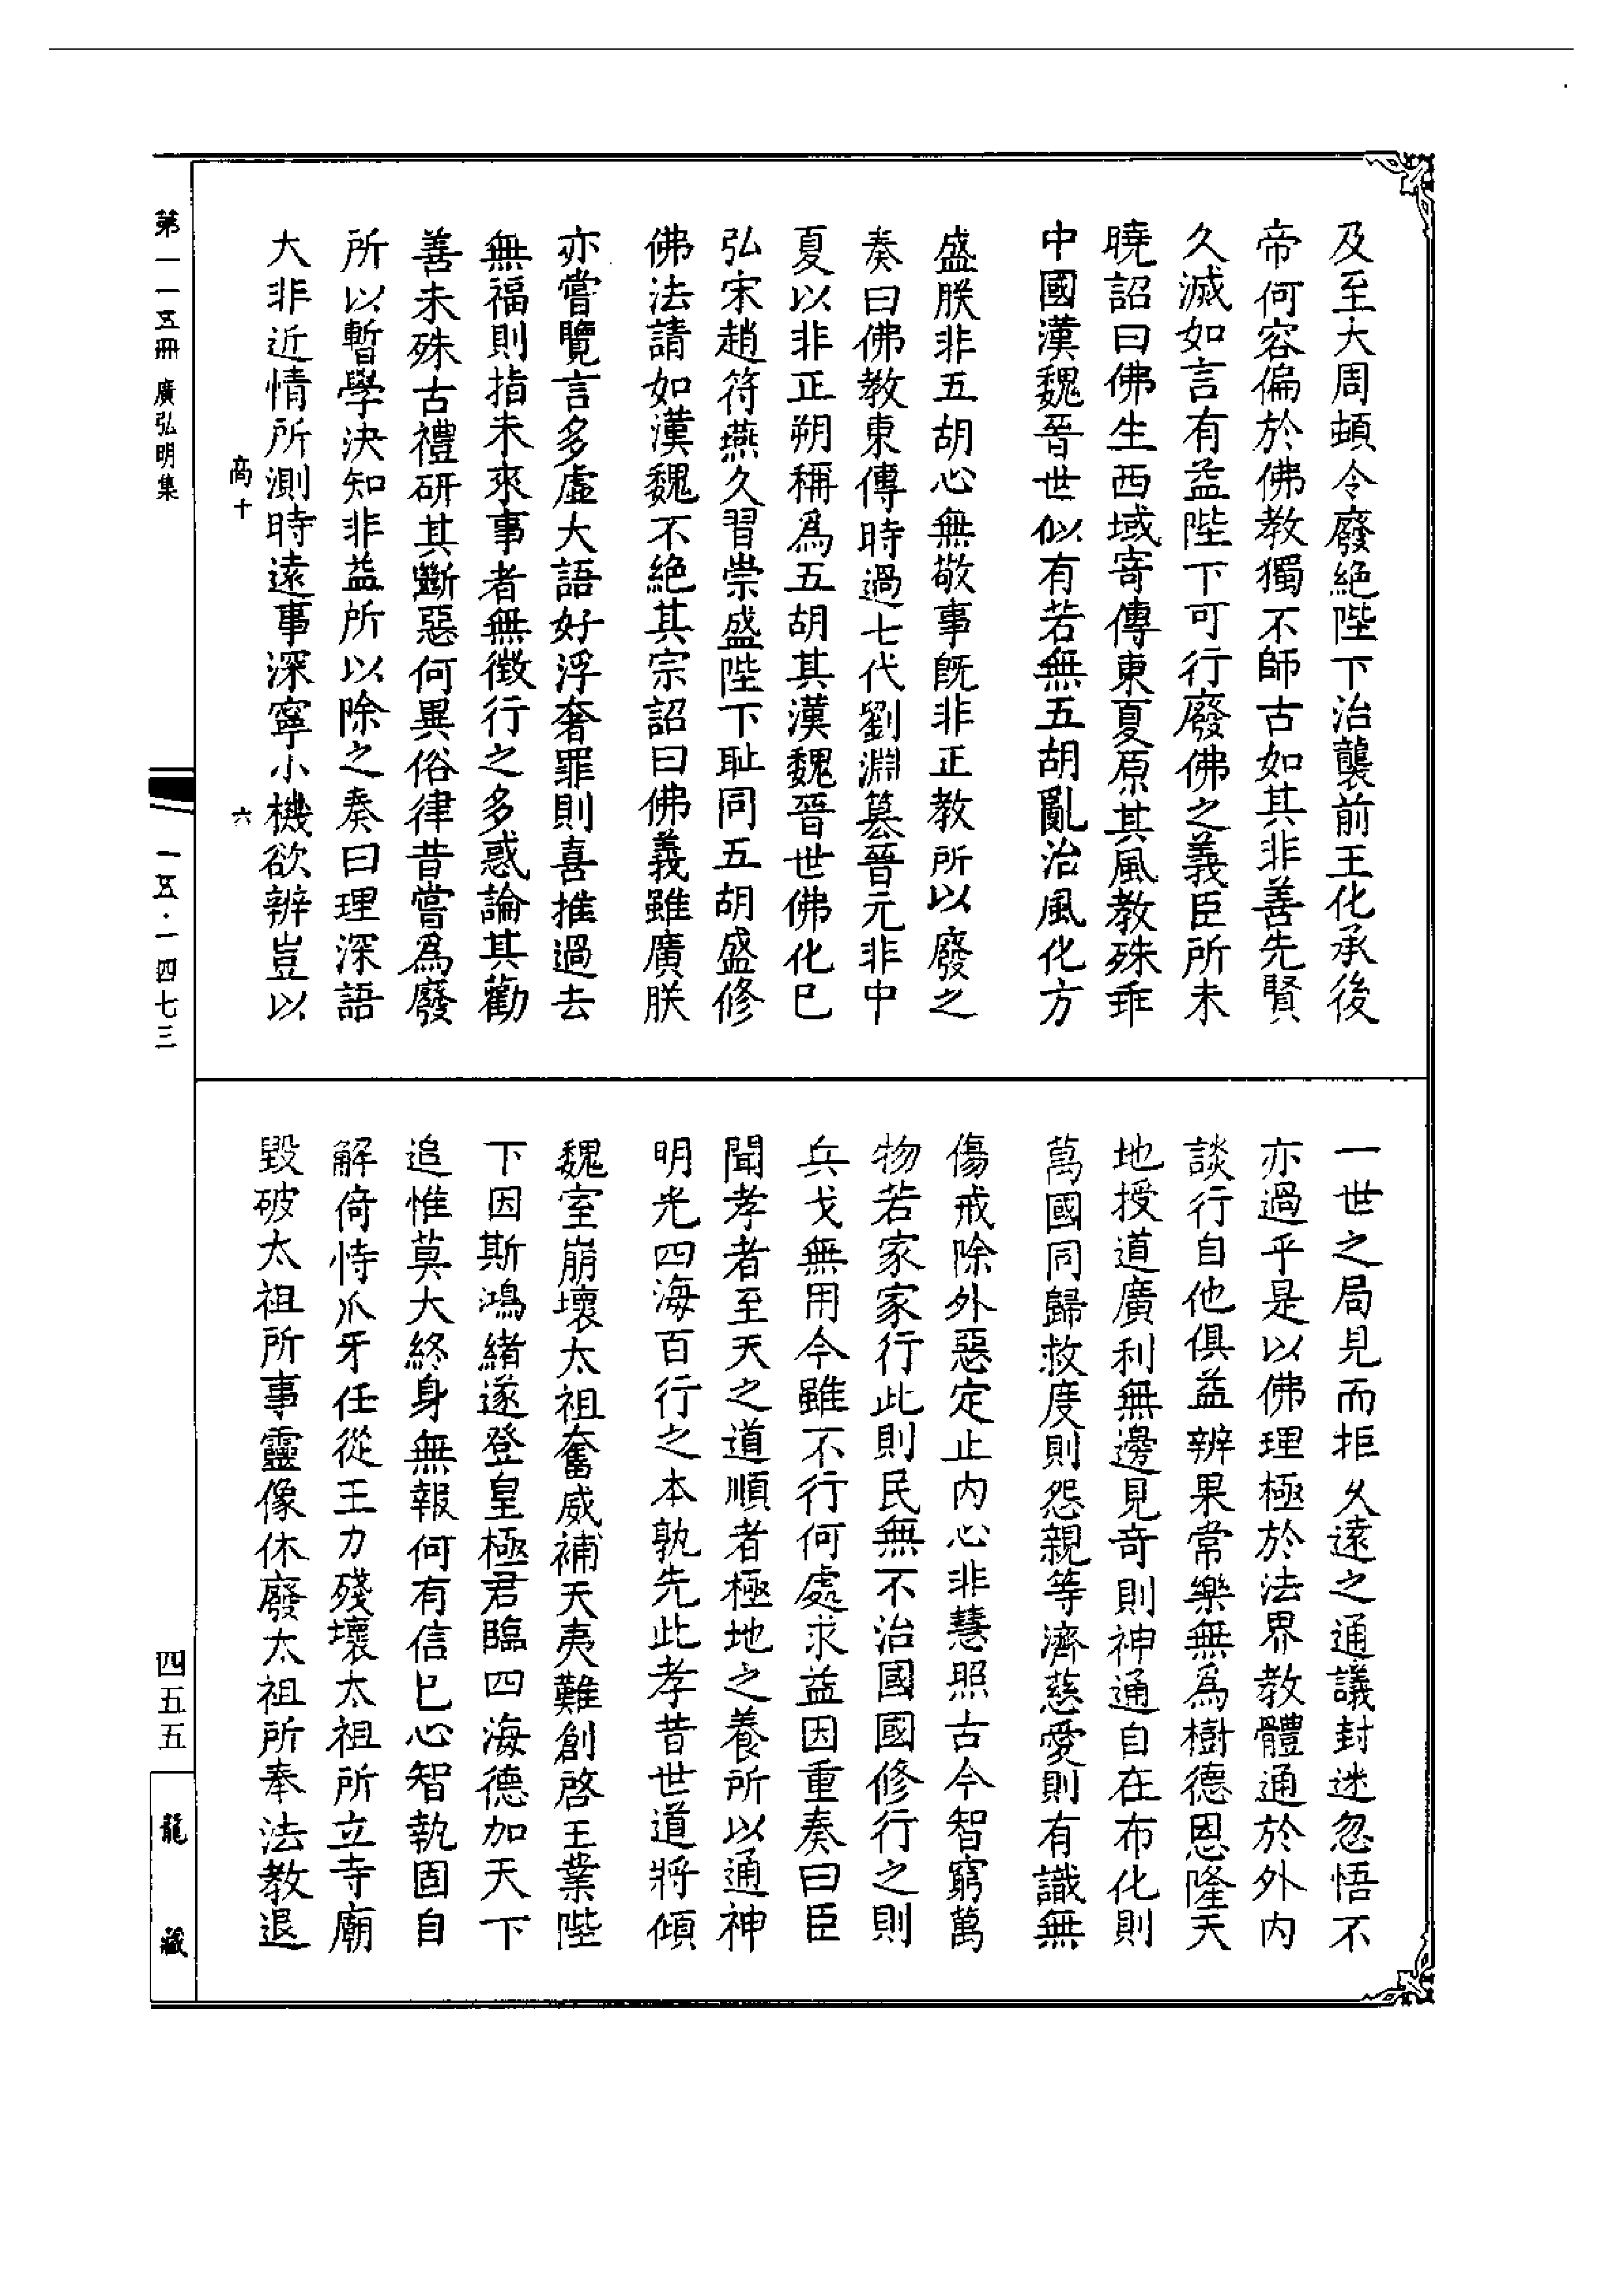 及至大周頓令廢絕陛下治襲前王化承後
帝何容偏於佛教獨不師古如其非善先賢
久滅如言有益陛下可行廢佛之義臣所未
曉詔曰佛生西域寄傳東夏原其風教殊乖
中國漢魏晉世似有若無五胡亂治風化方
盛朕非五胡心無敬事既非正教所以廢之
奏曰佛教東傳時過七代劉淵篡晉元非中
夏以非正朔稱爲五胡其漢魏晉世佛化巳
弘宋趙符燕久習崇盛陛下恥同五胡盛修
佛法請如漢魏不絕其宗詔曰佛義雖廣朕
亦嘗覽言多虛大語好浮奢罪則喜推過去
無福則指未來事者無徵行之多惑論其勸
善未殊古禮研其斷惡何異俗律昔嘗爲廢
所以暫學決知非益所以除之奏曰理深語
大非近情所測時遠事深寧小機欲辨豈以
一世之局見而拒久遠之通議封迷忽悟不
亦過乎是以佛理極於法界教體通於外內
談行自他俱益辨果常樂無爲樹德恩隆天
地授道廣利無邊見奇則神通自在布化則
萬國同歸救度則怨親等濟慈愛則有識無
傷戒除外惡定止内心非慧照古今智窮萬
物若家家行此則民無不治國國修行之則
兵戈無用今雖不行何處求益因重奏曰臣
聞孝者至天之道順者極地之養所以通神
明光四海百行之本孰先此孝昔世道將傾
魏室崩壞太祖奮威補天夷難創啓王業陛
下因斯鴻緒遂登皇極君臨四海德加天下
追惟莫大終身無報何有信巳心智執固自
解倚恃爪牙任從王力殘壞太祖所立寺廟
毀破太祖所事靈像休廢太祖所奉法教退
高十
六
第一一五冊 廣弘明集
一五·一四七三
四五五
龍藏